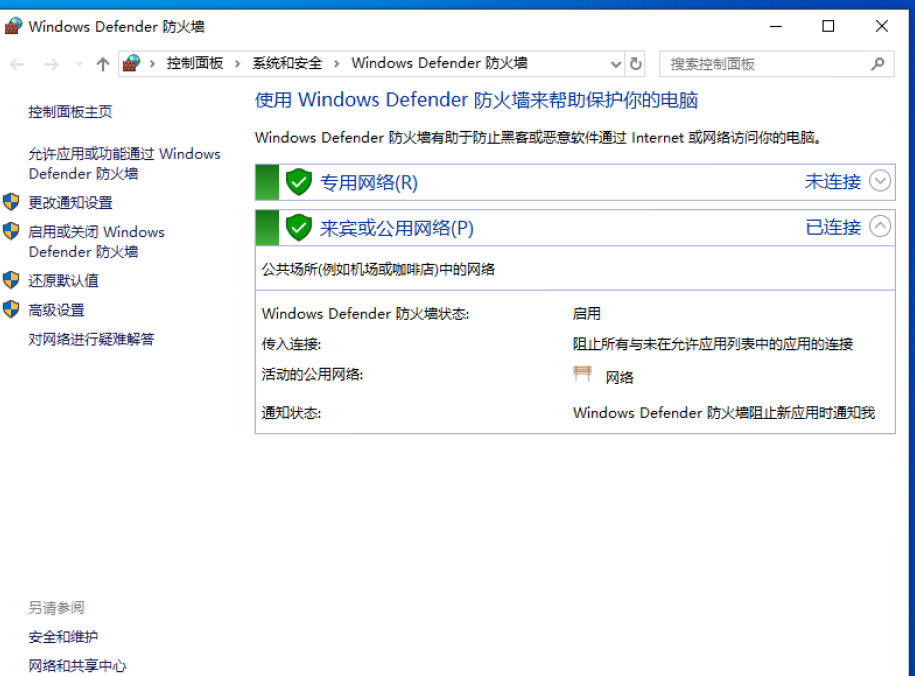 Windows Defender 防火墙
控制面板 › 系统和安全 › Windows Defender 防火墙
搜索控制面板
控制面板主页
允许应用或功能通过 Windows
Defender 防火墙
更改通知设置
启用或关闭 Windows
Defender 防火墙
还原默认值
高级设置
对网络进行疑难解答
使用 Windows Defender 防火墙来帮助保护你的电脑
Windows Defender 防火墙有助于防止黑客或恶意软件通过 Internet 或网络访问你的电脑。
专用网络(R) 未连接
来宾或公用网络(P) 已连接
公共场所(例如机场或咖啡店)中的网络
Windows Defender 防火墙状态: 启用
传入连接: 阻止所有与未在允许应用列表中的应用的连接
活动的公用网络: 网络
通知状态: Windows Defender 防火墙阻止新应用时通知我
另请参阅
安全和维护
网络和共享中心